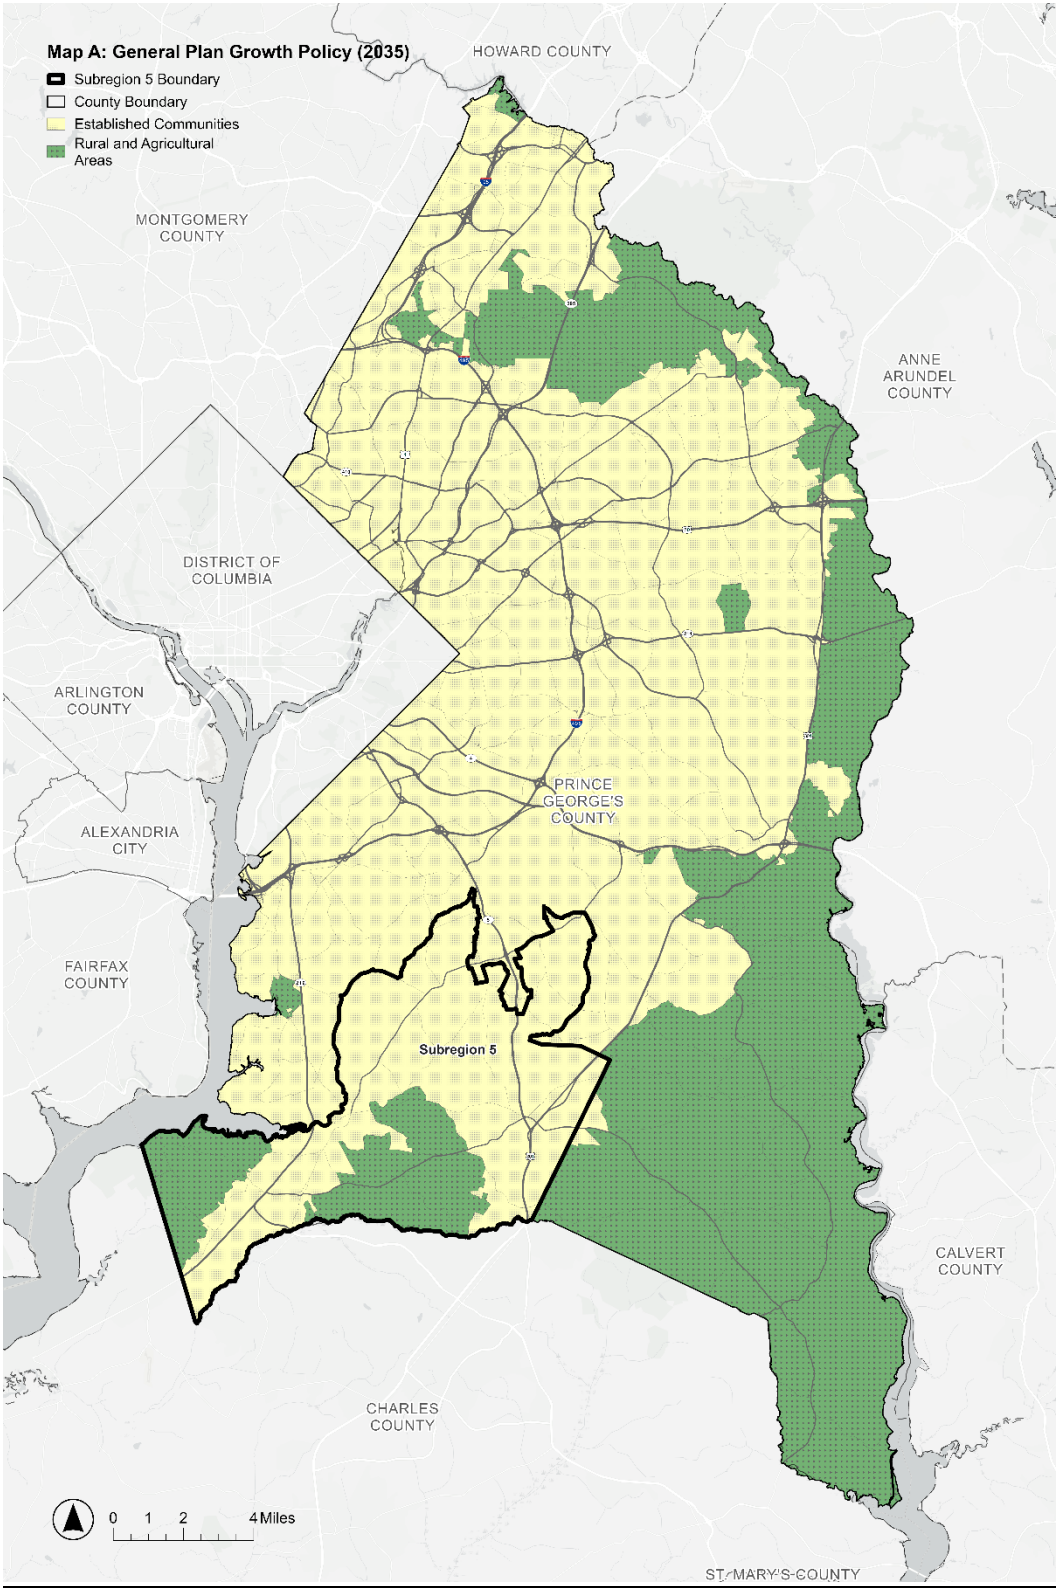 Map A: General Plan Growth Policy (2035)
Subregion 5 Boundary
County Boundary
Established Communities
Rural and Agricultural
Areas
HOWARD COUNTY
MONTGOMERY
COUNTY
ANNE
ARUNDEL
COUNTY
DISTRICT OF
COLUMBIA
ARLINGTON
COUNTY
PRINCE
GEORGE'S
COUNTY
ALEXANDRIA
CITY
FAIRFAX
COUNTY
5
210
Subregion 5
CALVERT
COUNTY
CHARLES
COUNTY
0 1 2 4 Miles
ST. MARY'S COUNTY